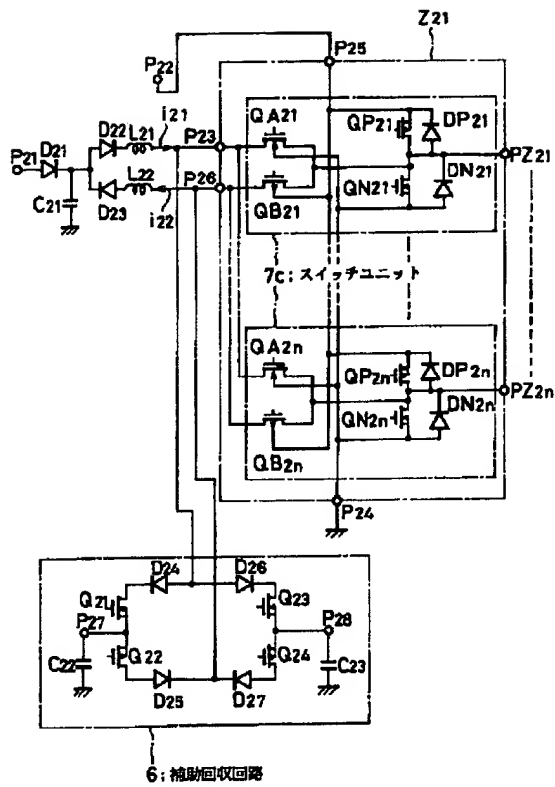 Z21
P25
P22
QA21
QP21
DP21
i21
D22
L21
P23
P21
D21
PZ21
QN21
DN21
L22
P26
C21
D23
i22
QB21
7c: スイッチユニット
QA2n
QP2n
DP2n
PZ2n
QN2n
DN2n
QB2n
P24
D24
D26
Q21
Q23
P27
P28
Q22
Q24
C22
C23
D25
D27
6: 補助回収回路